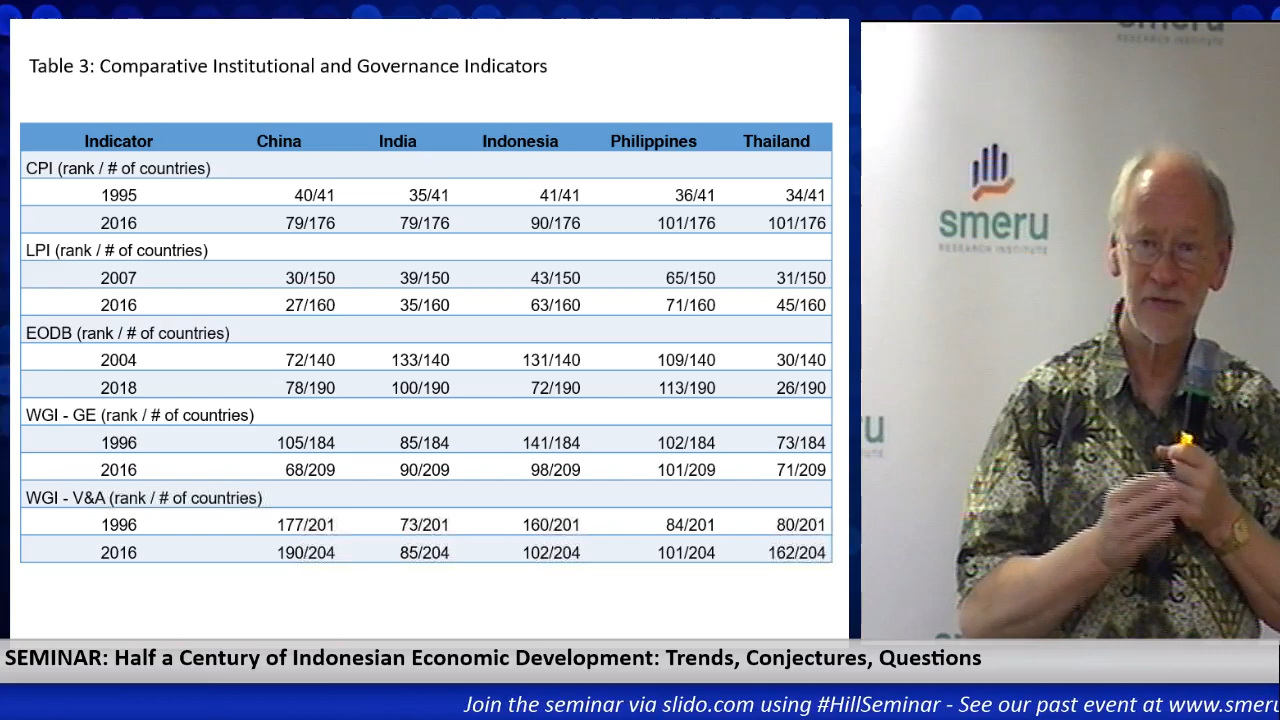 Table 3: Comparative Institutional and Governance Indicators
Indicator China India Indonesia Philippines Thailand
CPI (rank / # of countries)
1995 40/41 35/41 41/41 36/41 34/41
2016 79/176 79/176 90/176 101/176 101/176
LPI (rank / # of countries)
2007 30/150 39/150 43/150 65/150 31/150
2016 27/160 35/160 63/160 71/160 45/160
EODB (rank / # of countries)
2004 72/140 133/140 131/140 109/140 30/140
2018 78/190 100/190 72/190 113/190 26/190
WGI - GE (rank / # of countries)
1996 105/184 85/184 141/184 102/184 73/184
2016 68/209 90/209 98/209 101/209 71/209
WGI - V&A (rank / # of countries)
1996 177/201 73/201 160/201 84/201 80/201
2016 190/204 85/204 102/204 101/204 162/204
smeru
RESEARCH INSTITUTE
smeru
RESEARCH INSTITUTE
SEMINAR: Half a Century of Indonesian Economic Development: Trends, Conjectures, Questions
Join the seminar via slido.com using #HillSeminar - See our past event at www.smeru